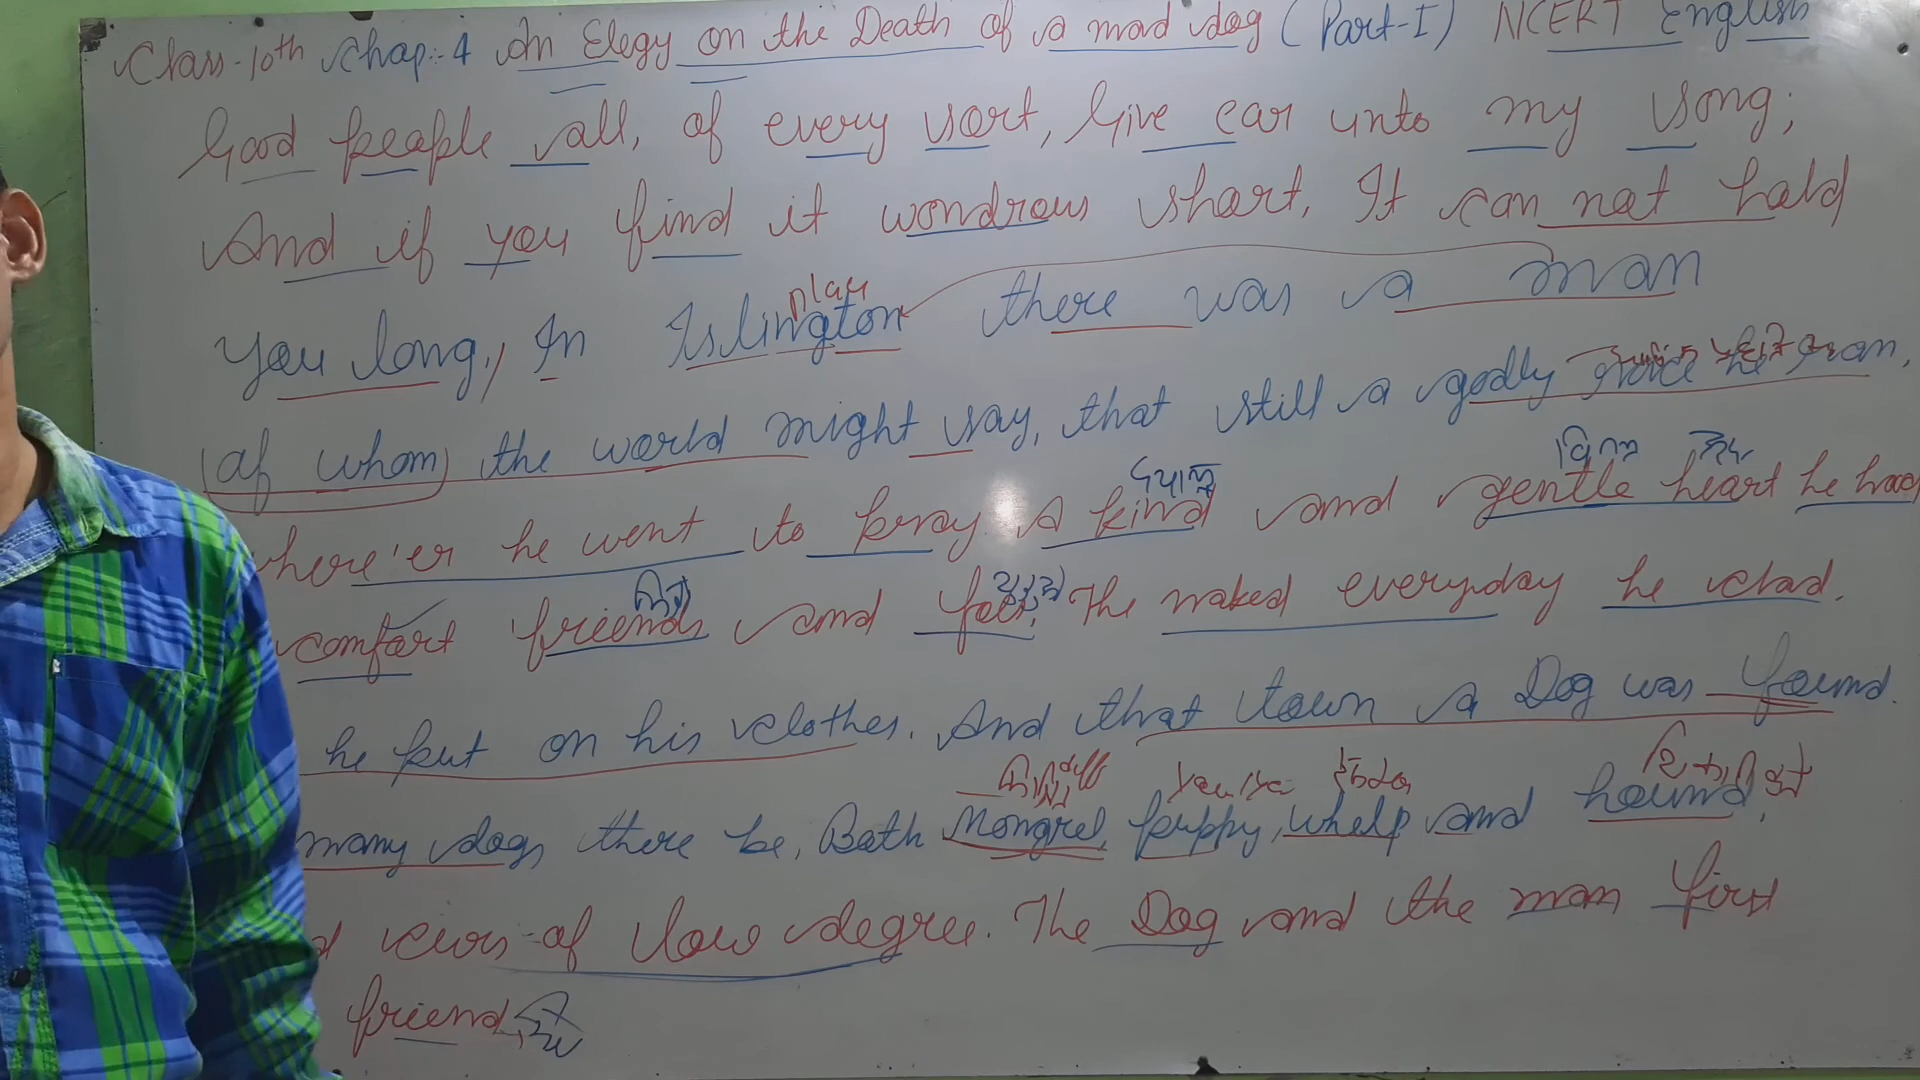 Class-10th Chap:-4 An Elegy on the Death of a mad dog (Part-I) NCERT English
Good people all, of every sort, Give ear unto my song;
And if you find it wondrous short, It can not hold
you long, In Islington there was a man
place
(of whom) the world might say, that still a godly he ran,
where'er he went to pray. A kind and gentle heart he had
दयालु
comfort friends and foes; The naked everyday he clad.
he put on his clothes. And that town a Dog was found.
many dogs there be, Both Mongrel, puppy, whelp and hound,
curs of low degree. The Dog and the man first
friend,